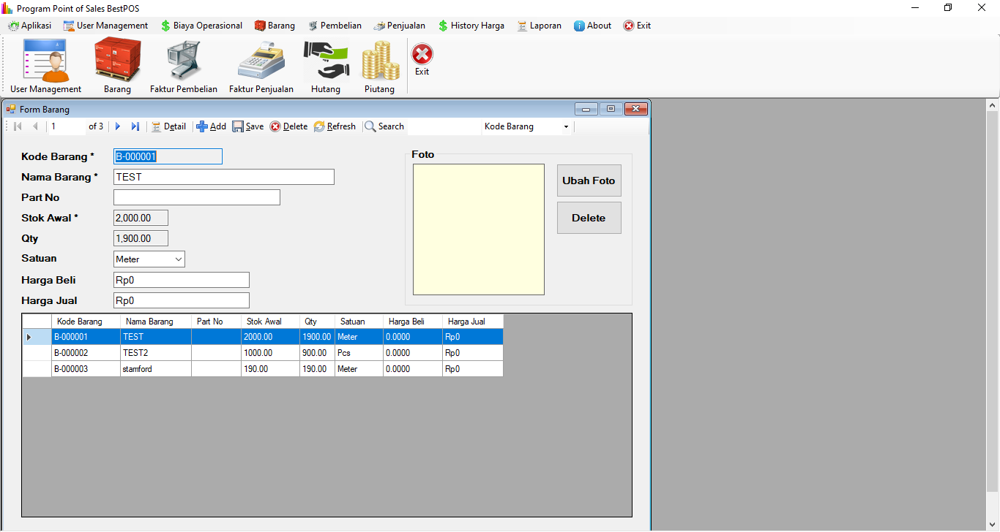 Program Point of Sales BestPOS
Aplikasi User Management Biaya Operasional Barang Pembelian Penjualan History Harga Laporan About Exit
User Management Barang Faktur Pembelian Faktur Penjualan Hutang Piutang Exit
Form Barang
1 of 3 Detail Add Save Delete Refresh Search Kode Barang
Kode Barang * B-000001
Nama Barang * TEST
Part No
Stok Awal * 2,000.00
Qty 1,900.00
Satuan Meter
Harga Beli Rp0
Harga Jual Rp0
Foto
Ubah Foto
Delete
Kode Barang Nama Barang Part No Stok Awal Qty Satuan Harga Beli Harga Jual
B-000001 TEST 2000.00 1900.00 Meter 0.0000 Rp0
B-000002 TEST2 1000.00 900.00 Pcs 0.0000 Rp0
B-000003 stamford 190.00 190.00 Meter 0.0000 Rp0